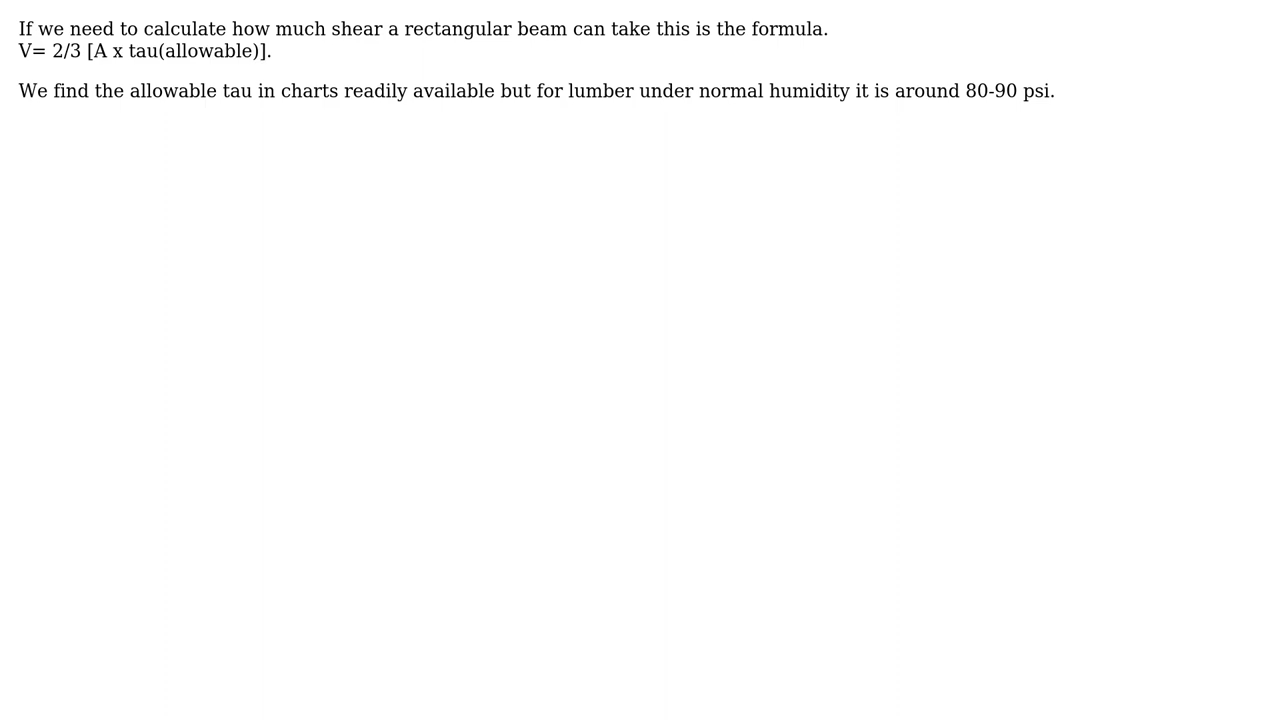 If we need to calculate how much shear a rectangular beam can take this is the formula.
V= 2/3 [A x tau(allowable)].
We find the allowable tau in charts readily available but for lumber under normal humidity it is around 80-90 psi.